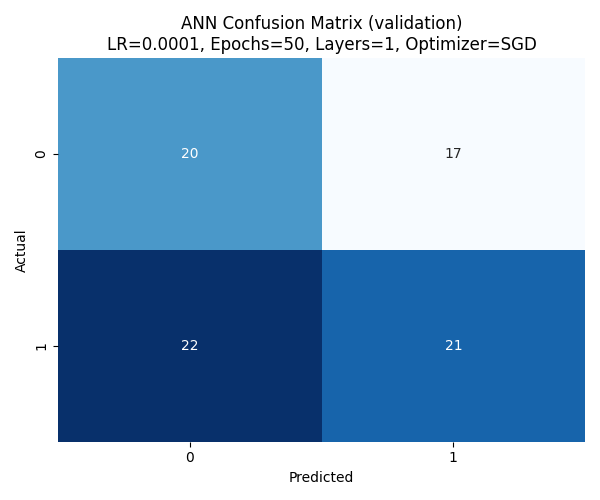 ANN Confusion Matrix (validation)
LR=0.0001, Epochs=50, Layers=1, Optimizer=SGD
0
20
17
Actual
1
22
21
0
1
Predicted